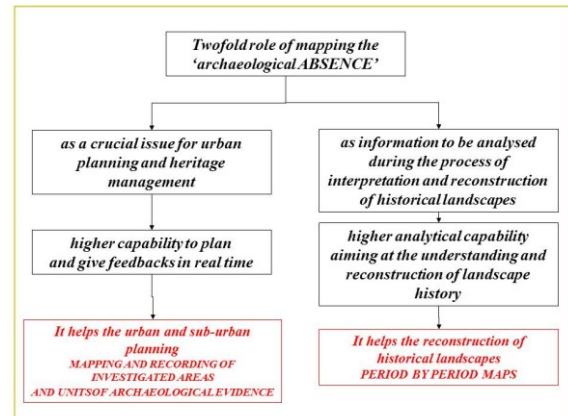 Twofold role of mapping the
‘archaeological ABSENCE’
as a crucial issue for urban
planning and heritage
management
higher capability to plan
and give feedbacks in real time
It helps the urban and sub-urban
planning
MAPPING AND RECORDING OF
INVESTIGATED AREAS
AND UNITSOF ARCHAEOLOGICAL EVIDENCE
as information to be analysed
during the process of
interpretation and reconstruction
of historical landscapes
higher analytical capability
aiming at the understanding and
reconstruction of landscape
history
It helps the reconstruction of
historical landscapes
PERIOD BY PERIOD MAPS